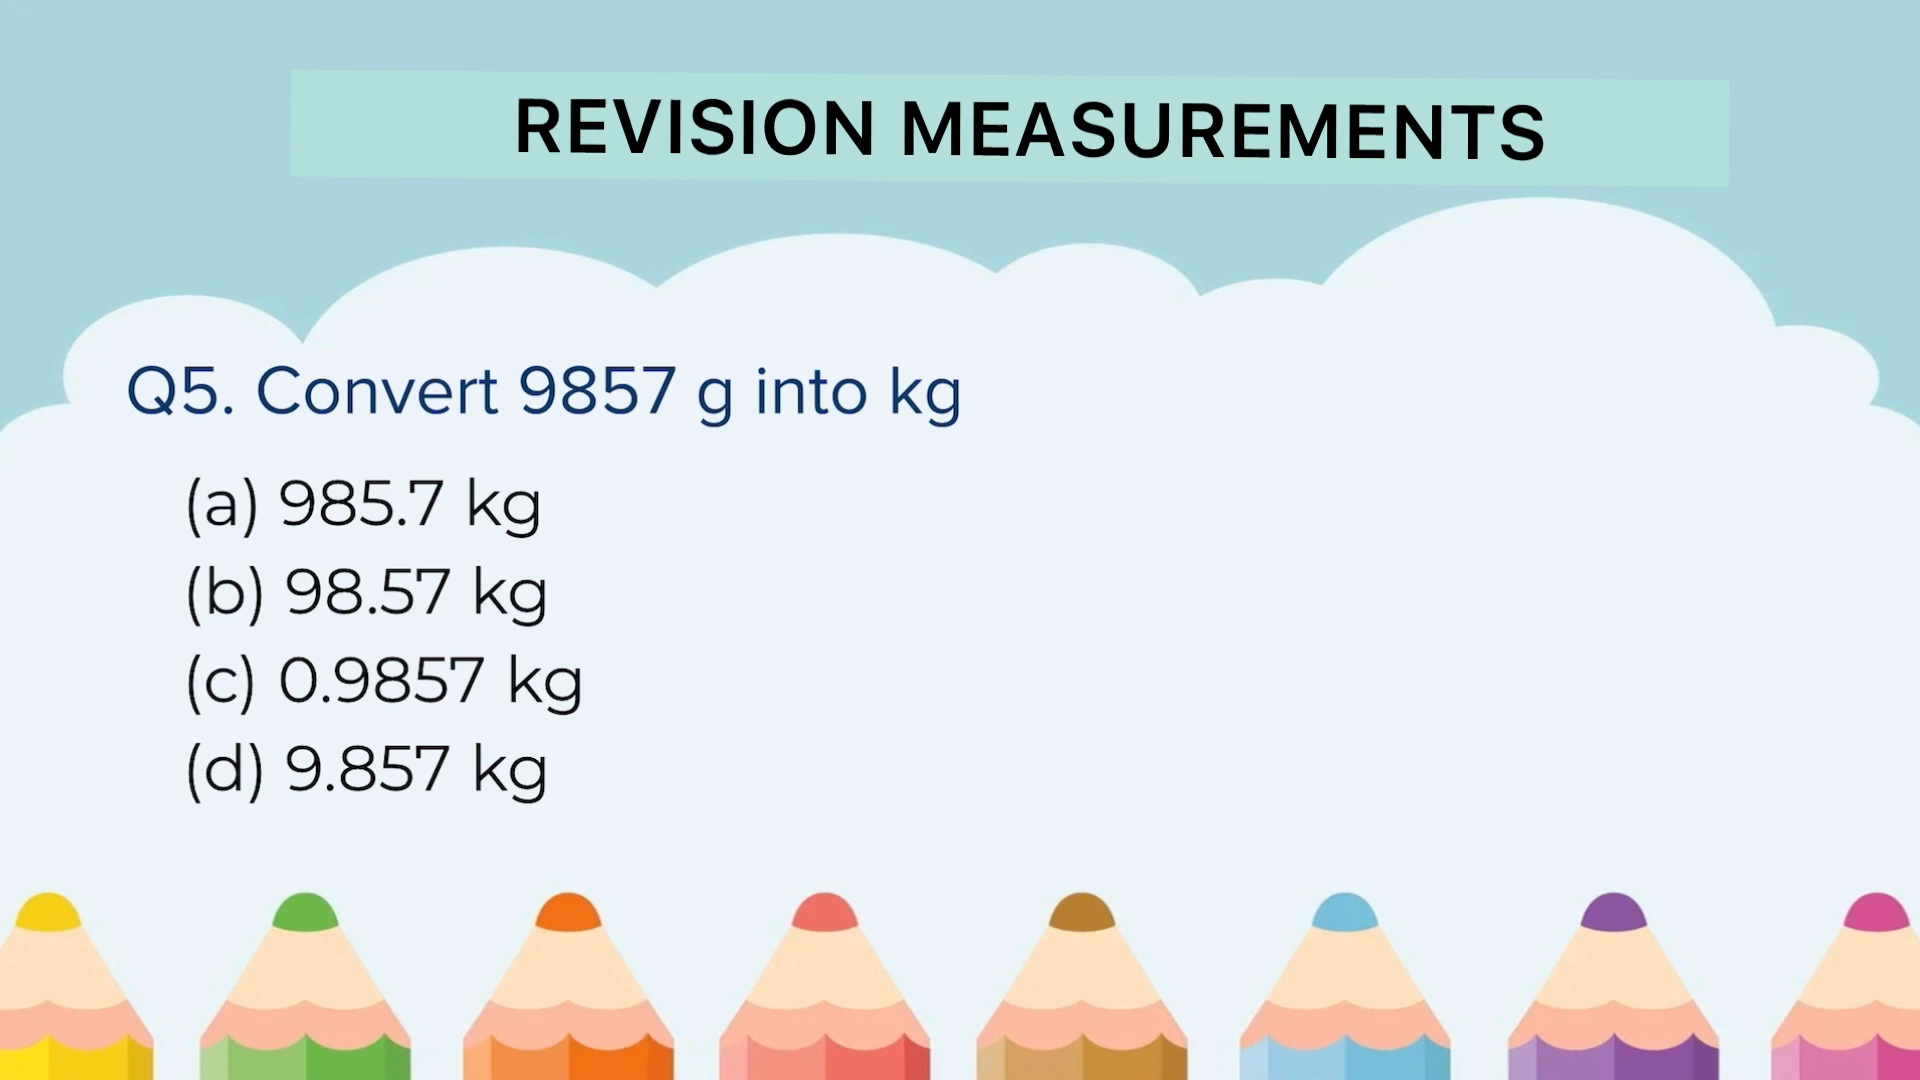 REVISION MEASUREMENTS
Q5. Convert 9857 g into kg
(a) 985.7 kg
(b) 98.57 kg
(c) 0.9857 kg
(d) 9.857 kg